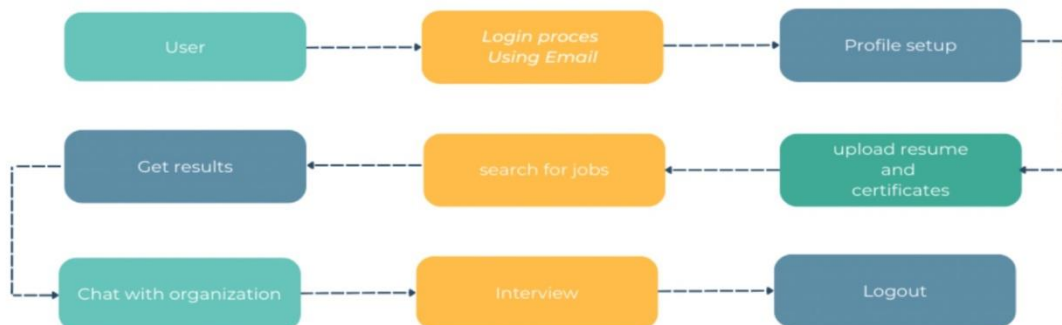 User
Login proces
Using Email
Profile setup
Get results
search for jobs
upload resume
and
certificates
Chat with organization
Interview
Logout